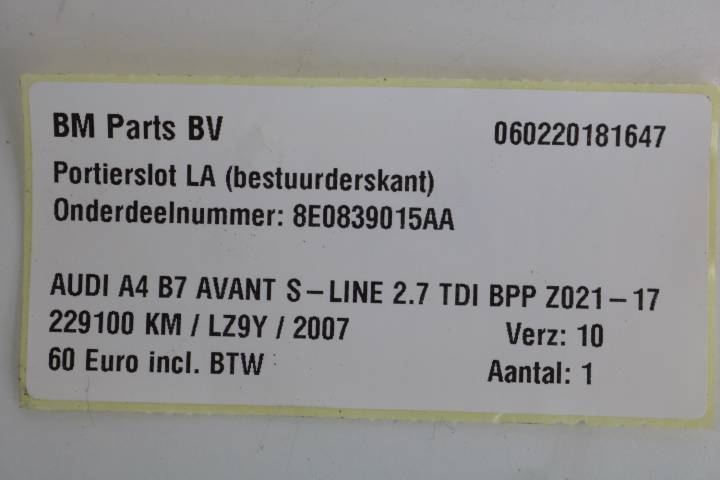 BM Parts BV 060220181647
Portierslot LA (bestuurderskant)
Onderdeelnummer: 8E0839015AA
AUDI A4 B7 AVANT S-LINE 2.7 TDI BPP Z021-17
229100 KM / LZ9Y / 2007 Verz: 10
60 Euro incl. BTW Aantal: 1